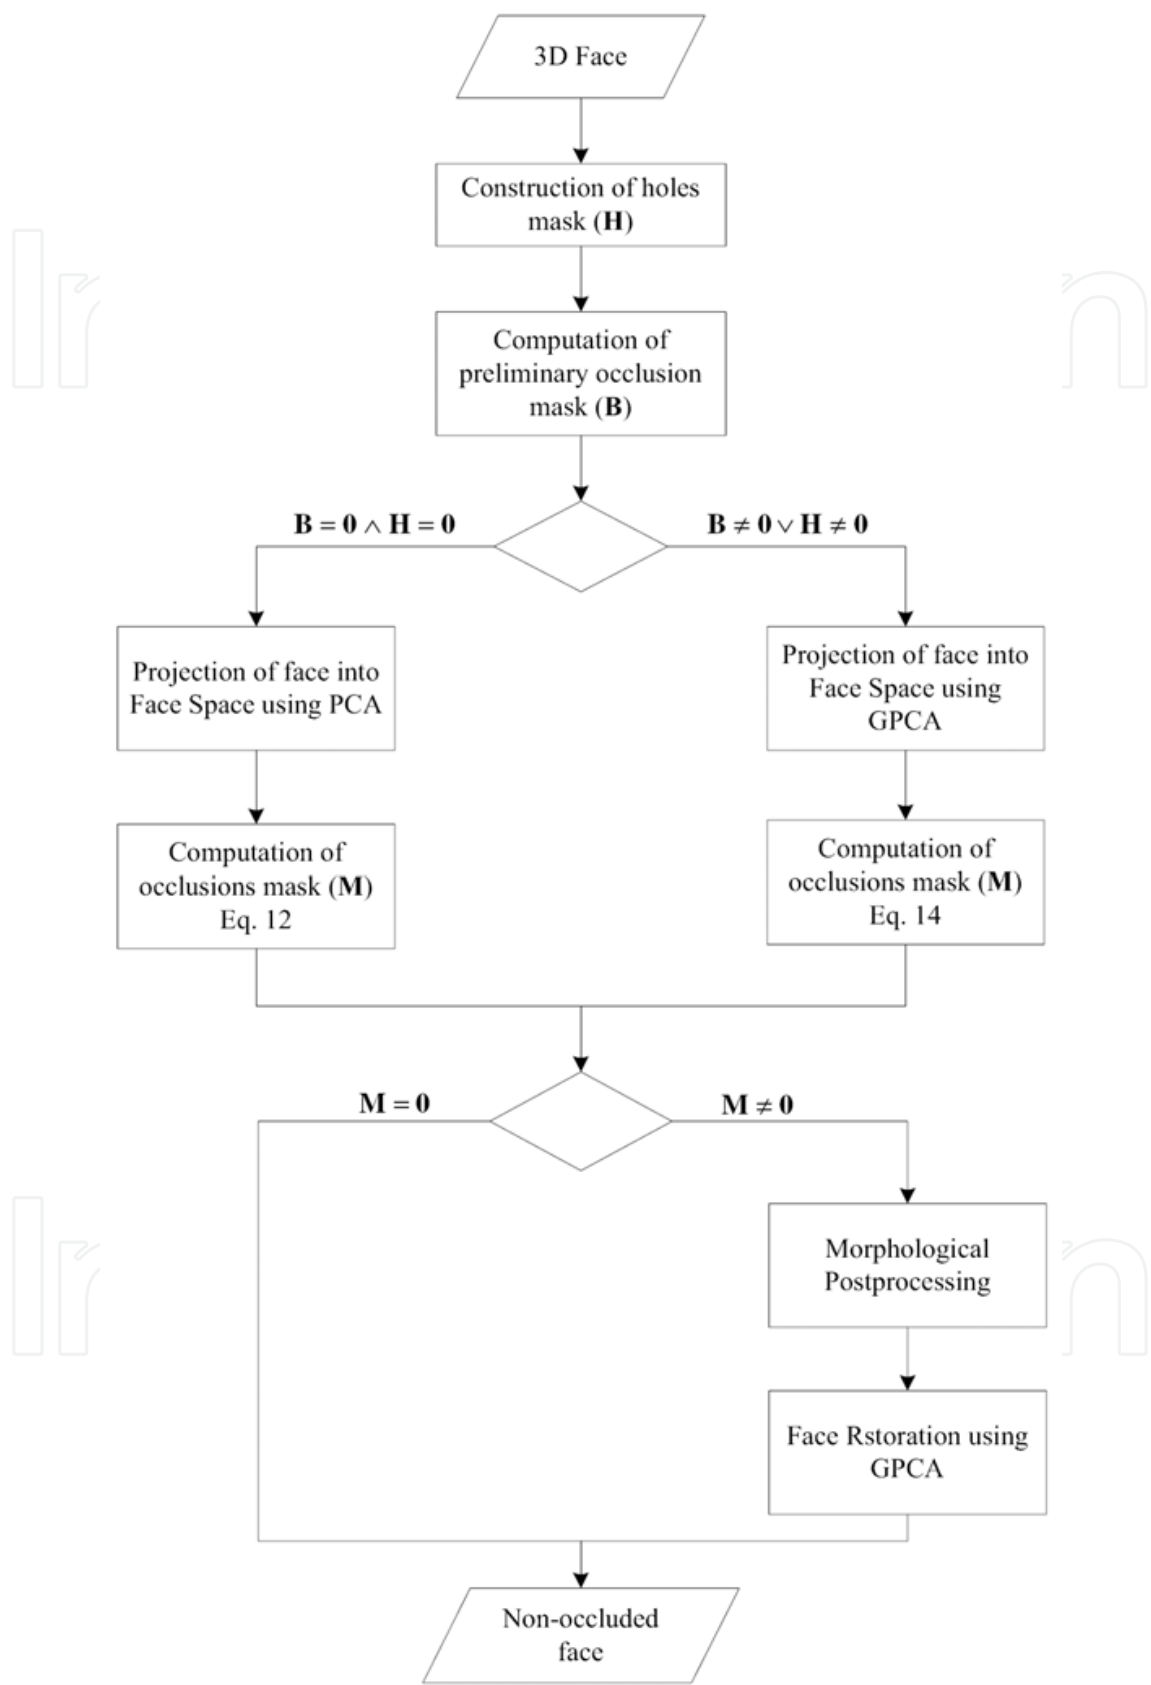 3D Face
Construction of holes
mask (H)
Computation of
preliminary occlusion
mask (B)
B = 0 ∧ H = 0
B ≠ 0 ∨ H ≠ 0
Projection of face into
Face Space using PCA
Projection of face into
Face Space using
GPCA
Computation of
occlusions mask (M)
Eq. 12
Computation of
occlusions mask (M)
Eq. 14
M = 0
M ≠ 0
Morphological
Postprocessing
Face Rstoration using
GPCA
Non-occluded
face